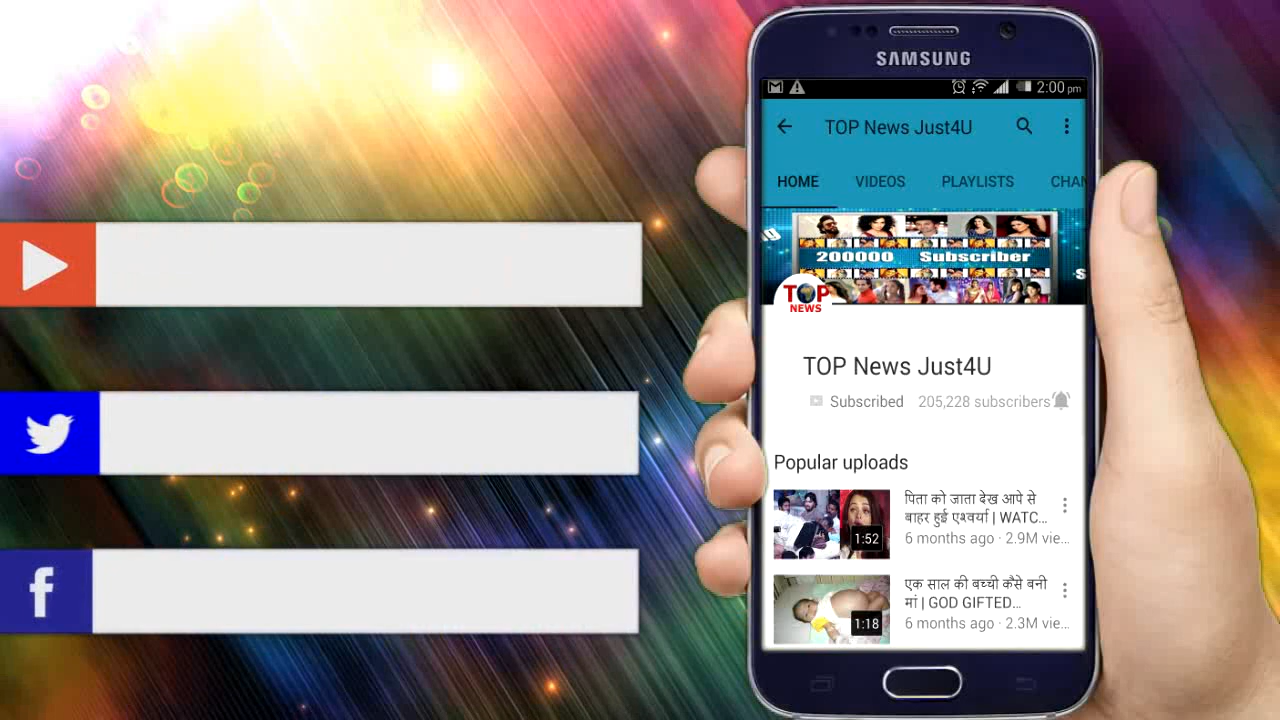 SAMSUNG
2:00 pm
TOP News Just4U
HOME VIDEOS PLAYLISTS CHAN
200000 Subscriber
TOP
NEWS
TOP News Just4U
Subscribed 205,228 subscribers
Popular uploads
पिता को जाता देख आपे से
बाहर हुई एश्वर्या | WATC...
1:52
6 months ago · 2.9M vie...
एक साल की बच्ची कैसे बनी
मां | GOD GIFTED...
1:18
6 months ago · 2.3M vie...